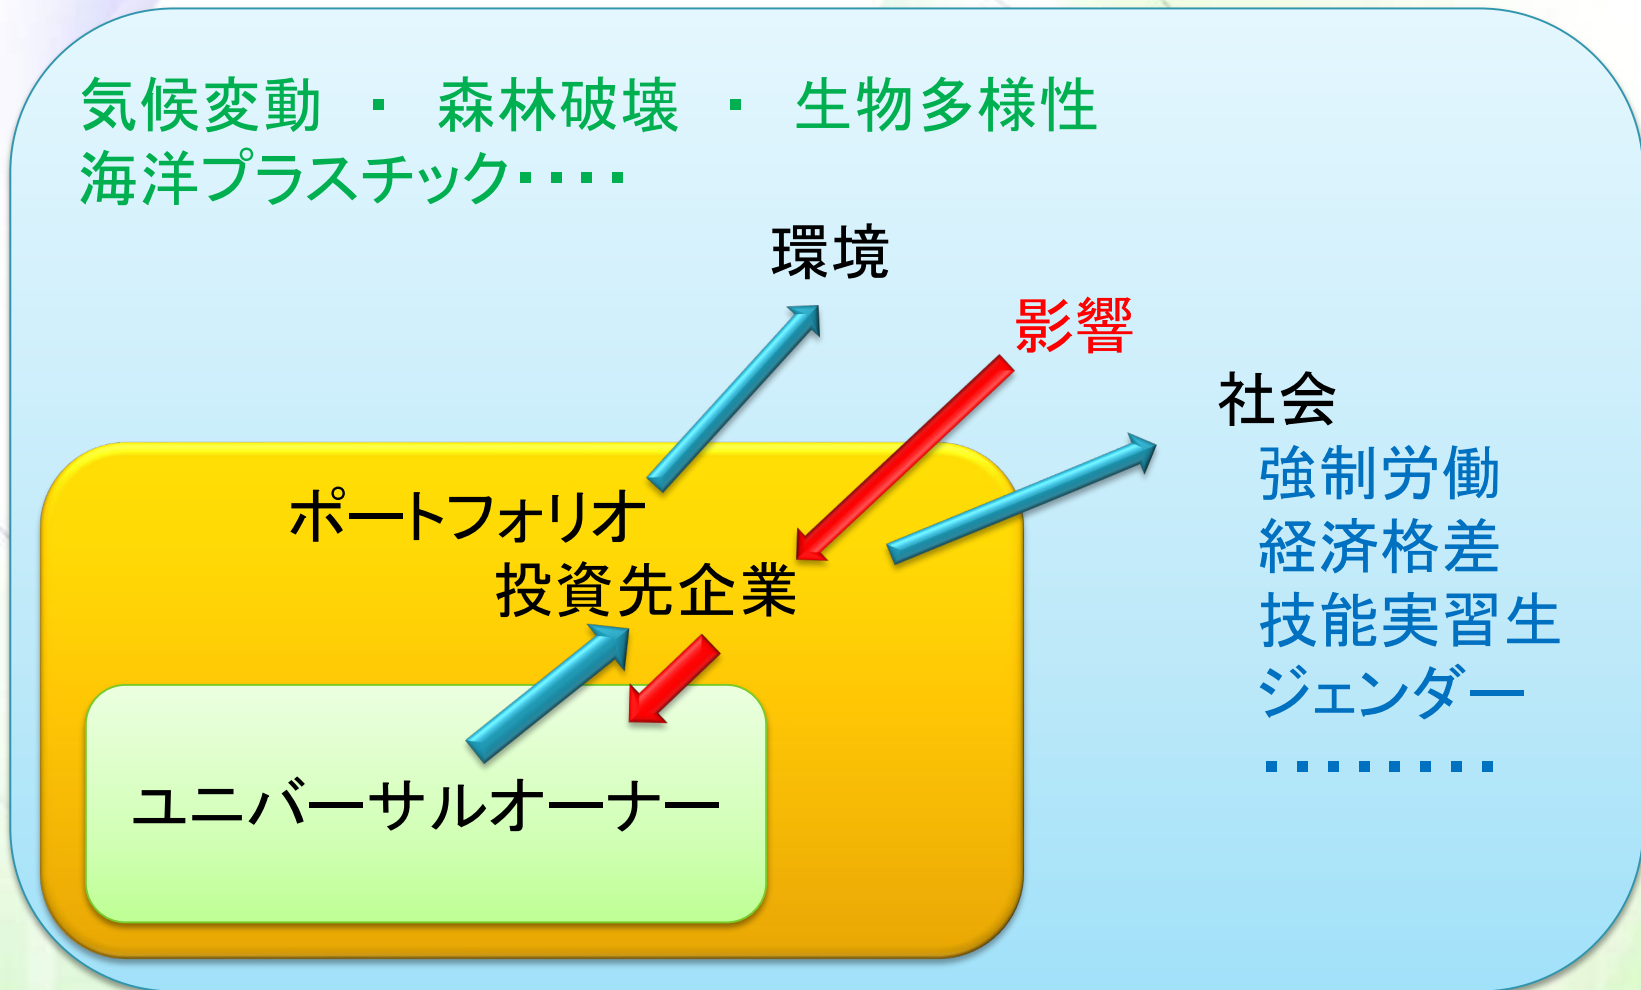 気候変動 ・ 森林破壊 ・ 生物多様性
海洋プラスチック・・・・
環境
影響
社会
強制労働
経済格差
技能実習生
ジェンダー
・・・・・・・・
ポートフォリオ
投資先企業
ユニバーサルオーナー